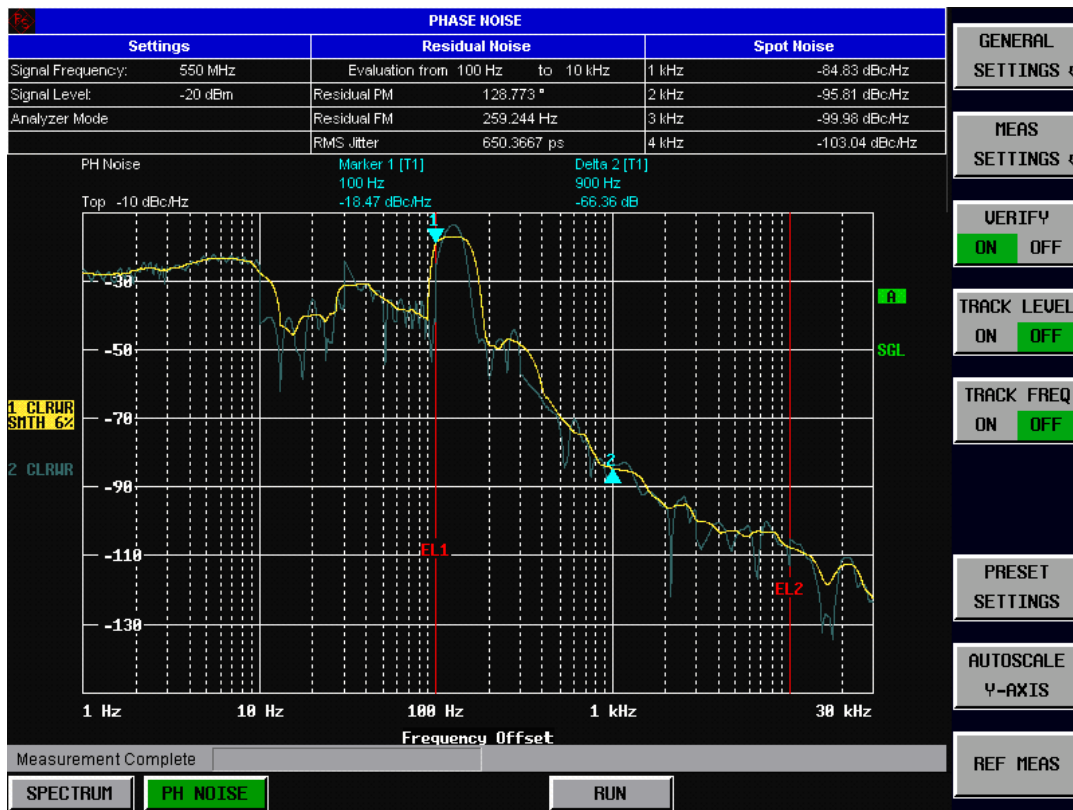 PHASE NOISE
Settings Residual Noise Spot Noise
Signal Frequency: 550 MHz Evaluation from 100 Hz to 10 kHz 1 kHz -84.83 dBc/Hz
Signal Level: -20 dBm Residual PM 128.773 ° 2 kHz -95.81 dBc/Hz
Analyzer Mode Residual FM 259.244 Hz 3 kHz -99.98 dBc/Hz
RMS Jitter 650.3667 ps 4 kHz -103.04 dBc/Hz
PH Noise Marker 1 [T1] Delta 2 [T1]
100 Hz 900 Hz
Top -10 dBc/Hz -18.47 dBc/Hz -66.36 dB
1
-30
A
-50
SGL
1 CLRWR
SMTH 6%
-70
2 CLRWR
2
-90
-110
EL1
EL2
-130
1 Hz 10 Hz 100 Hz 1 kHz 30 kHz
Frequency Offset
Measurement Complete
SPECTRUM PH NOISE RUN
GENERAL
SETTINGS
MEAS
SETTINGS
VERIFY
ON OFF
TRACK LEVEL
ON OFF
TRACK FREQ
ON OFF
PRESET
SETTINGS
AUTOSCALE
Y-AXIS
REF MEAS